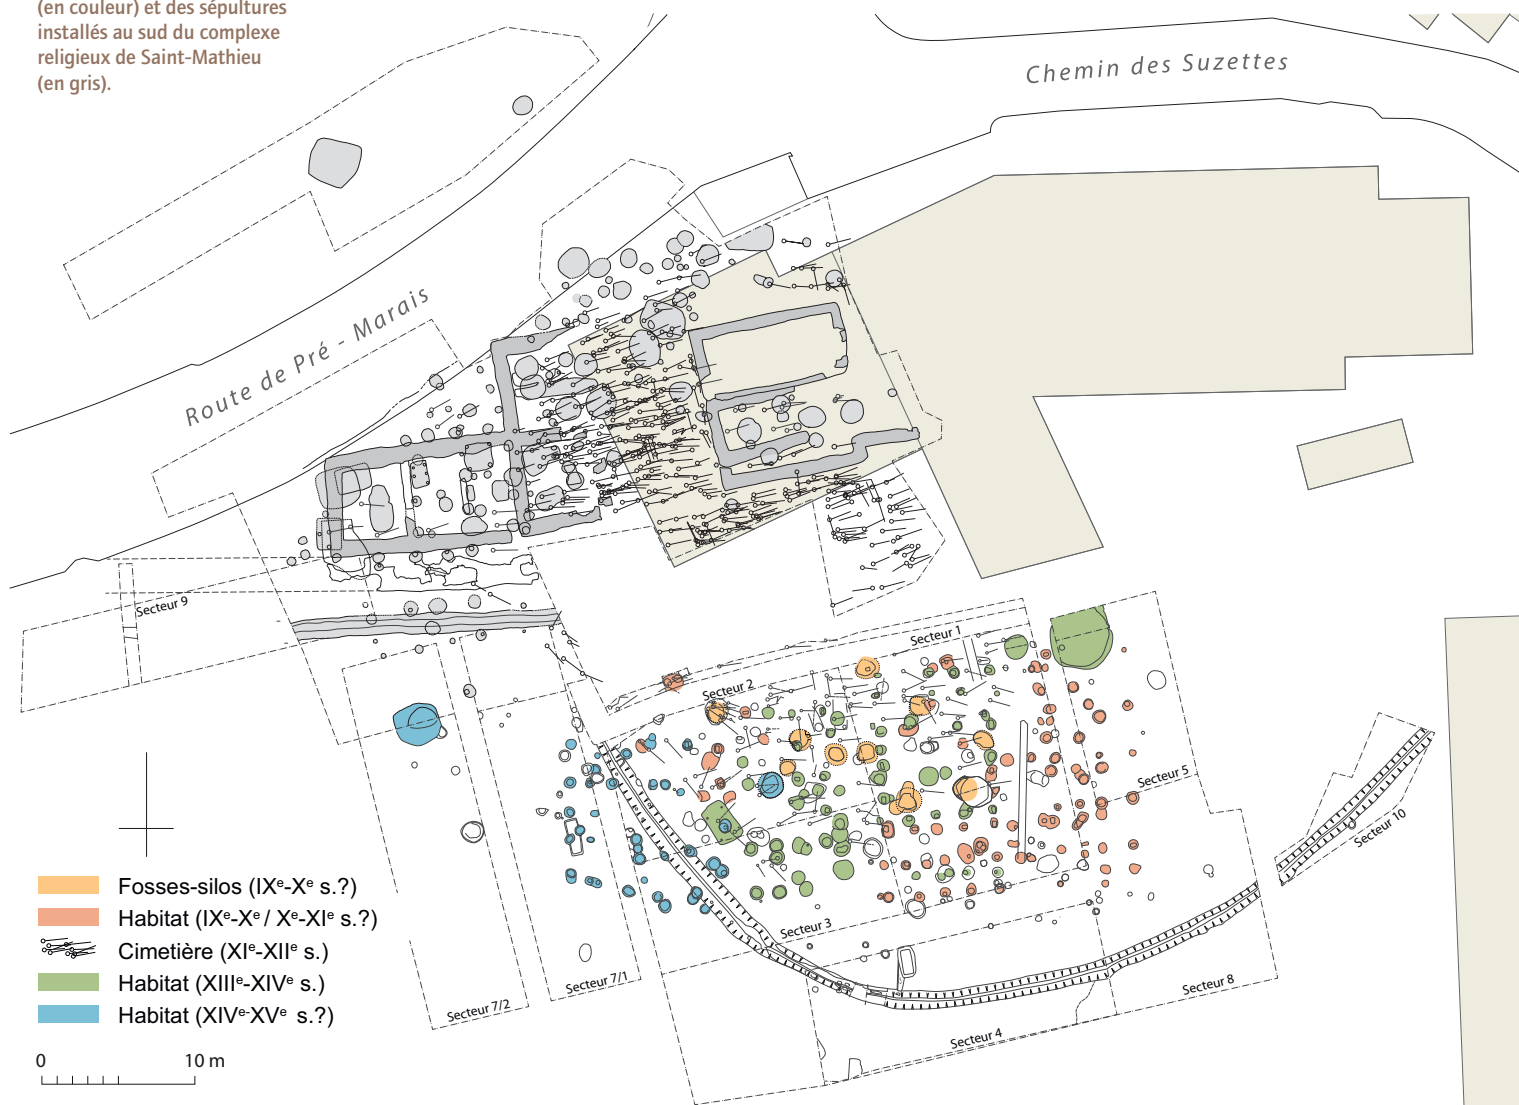 (en couleur) et des sépultures
installés au sud du complexe
religieux de Saint-Mathieu
(en gris).
Chemin des Suzettes
Route de Pré - Marais
Secteur 9
Secteur 1
Secteur 2
Secteur 5
Secteur 10
Secteur 3
Secteur 7/1
Secteur 7/2
Secteur 8
Secteur 4
Fosses-silos (IXᵉ-Xᵉ s.?)
Habitat (IXᵉ-Xᵉ / Xᵉ-XIᵉ s.?)
Cimetière (XIᵉ-XIIᵉ s.)
Habitat (XIIIᵉ-XIVᵉ s.)
Habitat (XIVᵉ-XVᵉ s.?)
0 10 m